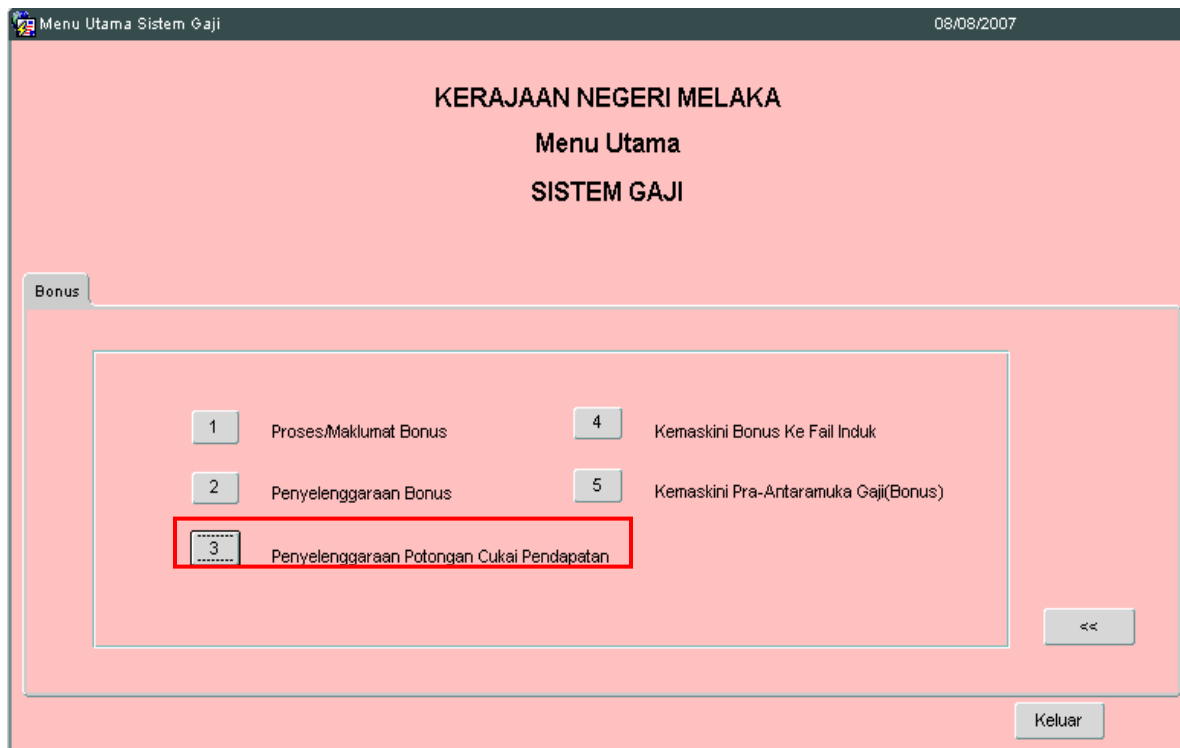 Menu Utama Sistem Gaji 08/08/2007
KERAJAAN NEGERI MELAKA
Menu Utama
SISTEM GAJI
Bonus
1 Proses/Maklumat Bonus
2 Penyelenggaraan Bonus
3 Penyelenggaraan Potongan Cukai Pendapatan
4 Kemaskini Bonus Ke Fail Induk
5 Kemaskini Pra-Antaramuka Gaji(Bonus)
<<
Keluar